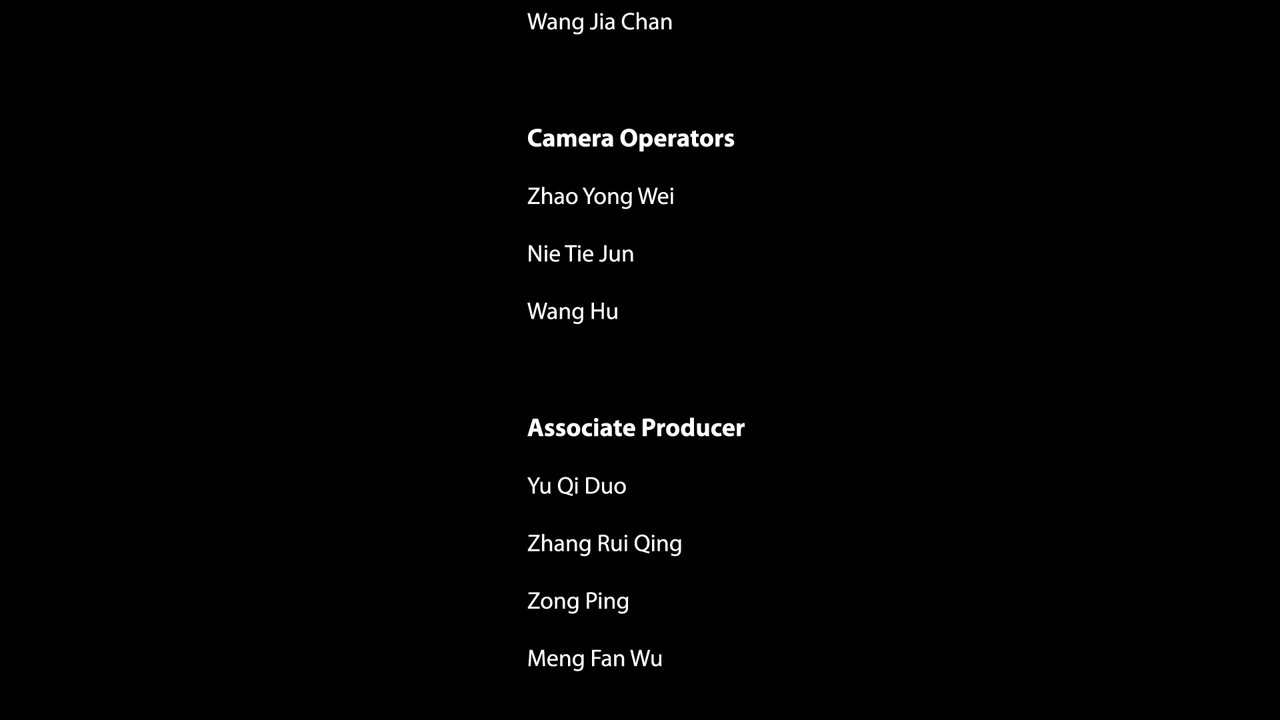 Wang Jia Chan
Camera Operators
Zhao Yong Wei
Nie Tie Jun
Wang Hu
Associate Producer
Yu Qi Duo
Zhang Rui Qing
Zong Ping
Meng Fan Wu